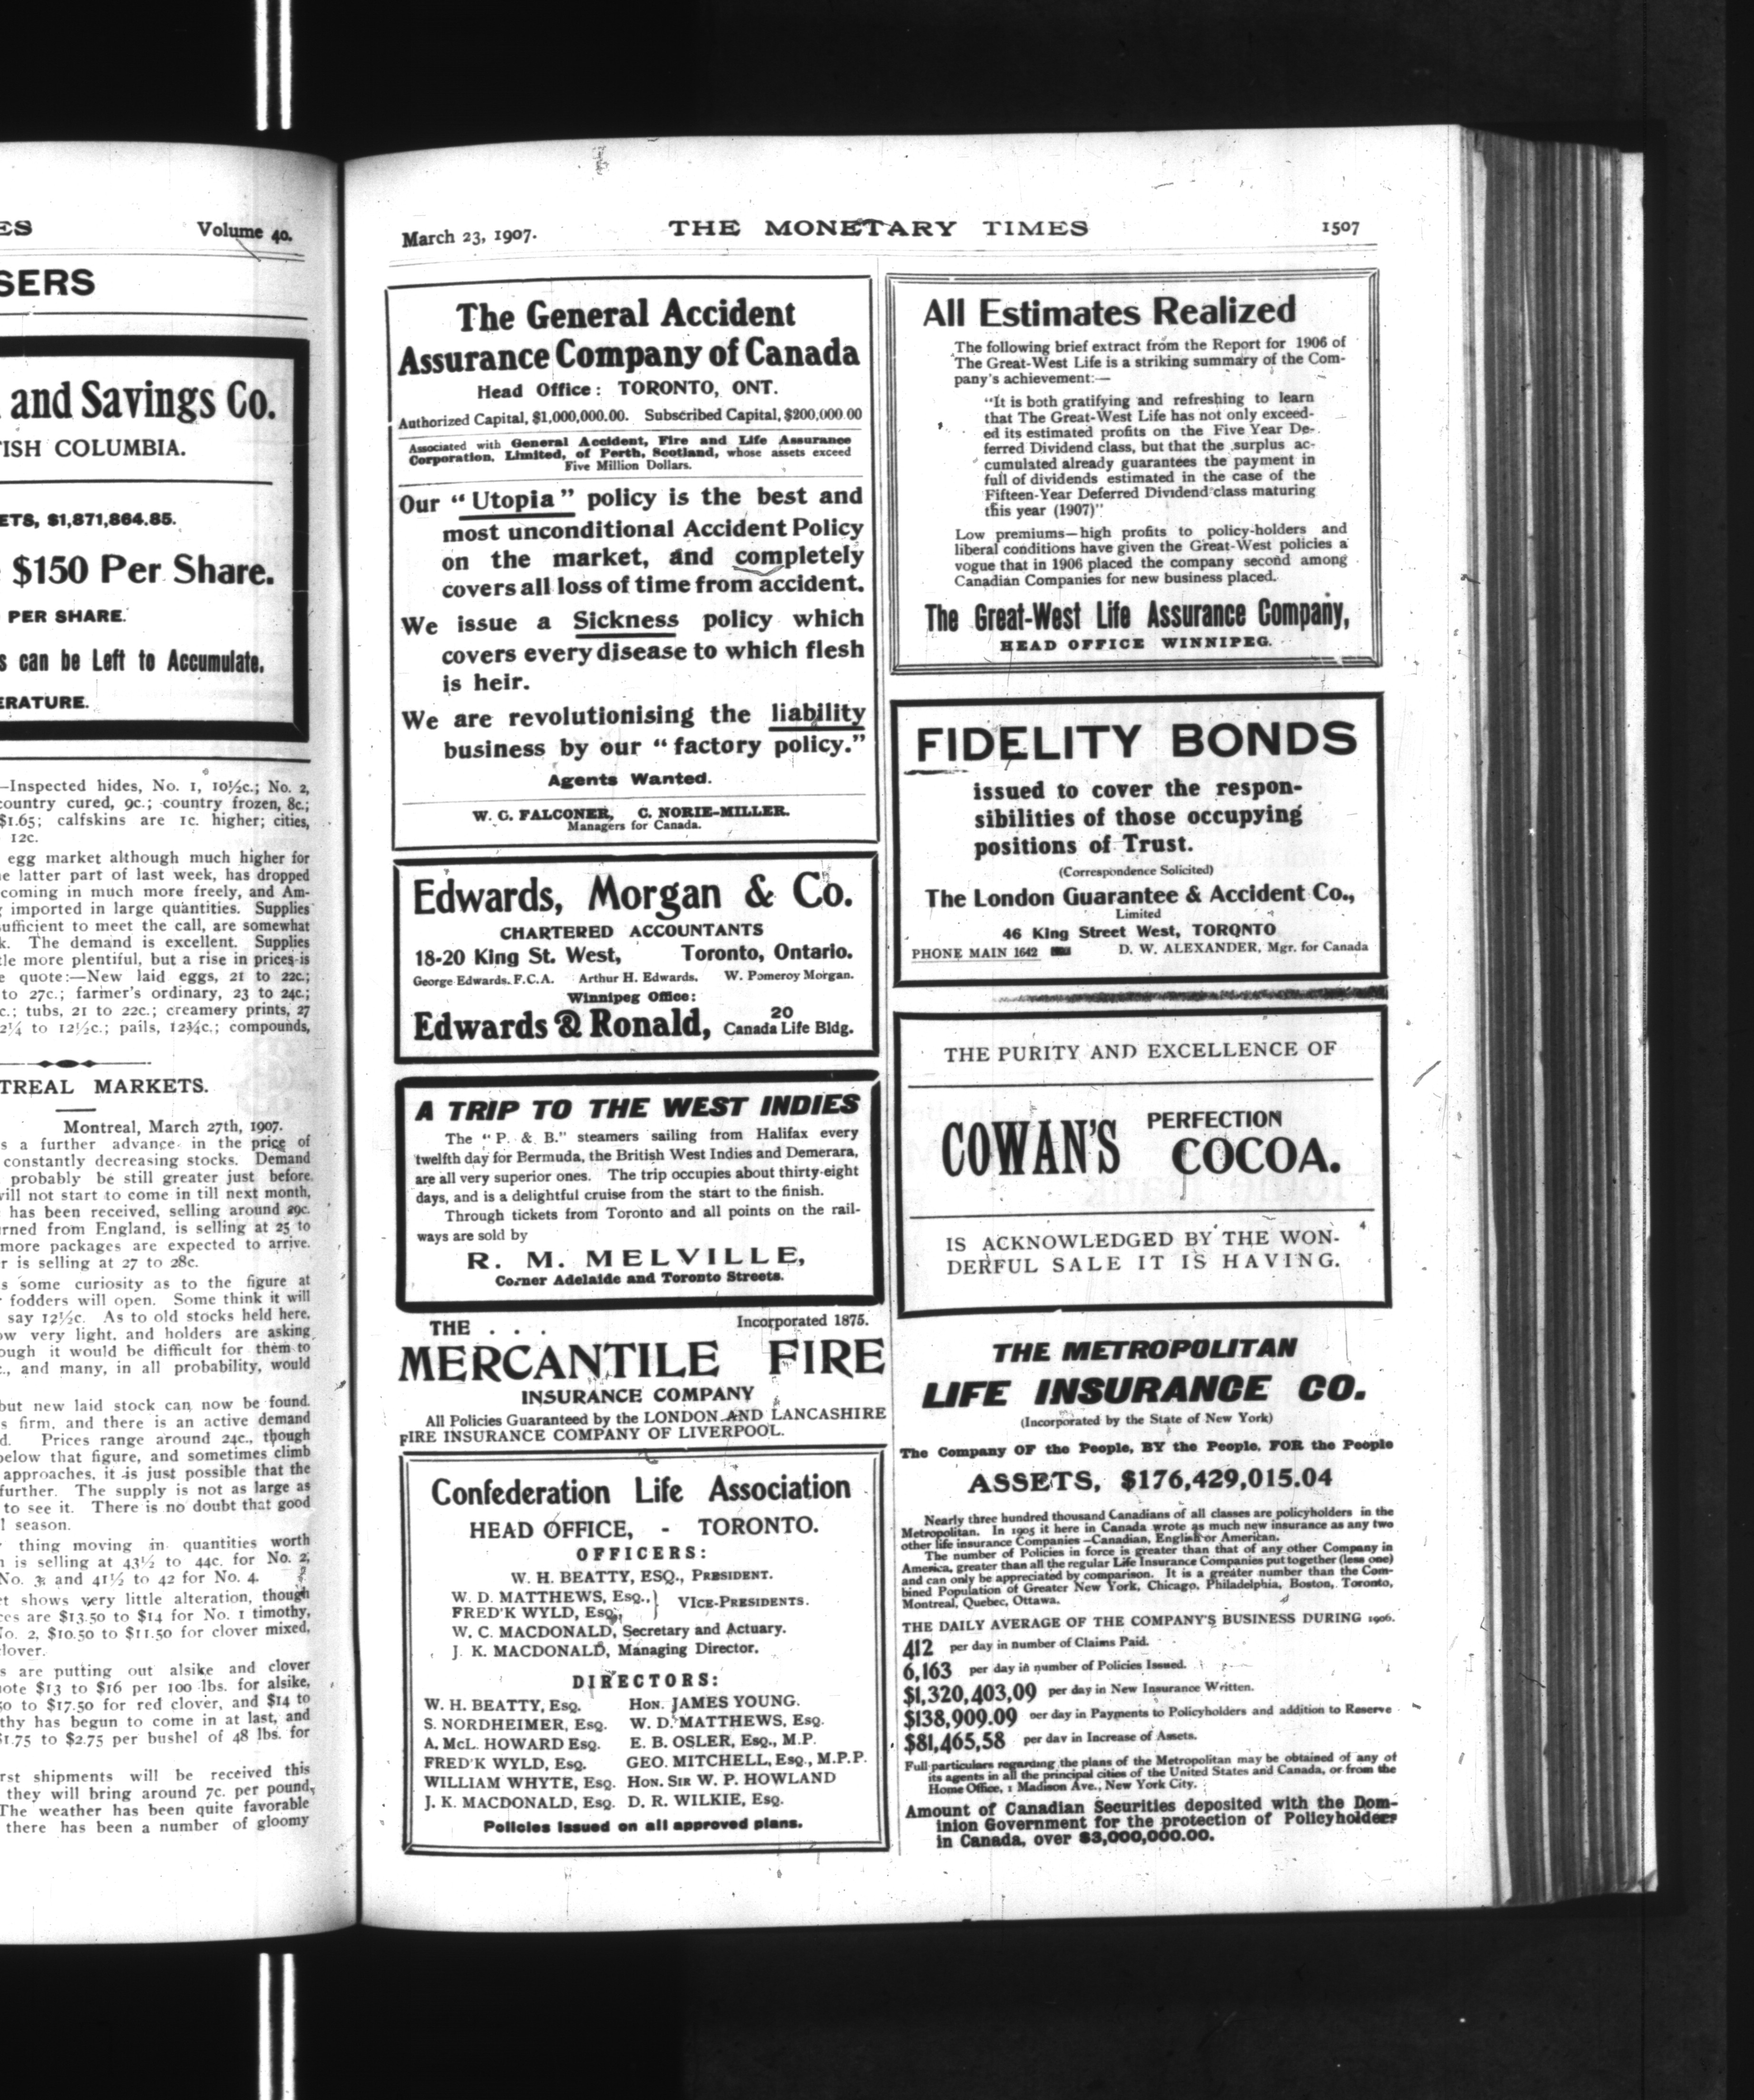 ES Volume 40.
SERS
and Savings Co.
TISH COLUMBIA.
ETS, $1,871,864.85.
$150 Per Share.
PER SHARE.
s can be Left to Accumulate.
ERATURE.
—Inspected hides, No. 1, 10½c.; No. 2,
country cured, 9c.; country frozen, 8c.;
$1.65; calfskins are 1c. higher; cities,
12c.
egg market although much higher for
e latter part of last week, has dropped
coming in much more freely, and Am-
g imported in large quantities. Supplies
ufficient to meet the call, are somewhat
k. The demand is excellent. Supplies
tle more plentiful, but a rise in prices is
e quote:—New laid eggs, 21 to 22c.;
to 27c.; farmer's ordinary, 23 to 24c.;
c.; tubs, 21 to 22c.; creamery prints, 27
2¼ to 12½c.; pails, 12¾c.; compounds,
TREAL MARKETS.
Montreal, March 27th, 1907.
s a further advance in the price of
constantly decreasing stocks. Demand
probably be still greater just before
will not start to come in till next month,
has been received, selling around 29c.
urned from England, is selling at 25 to
more packages are expected to arrive.
r is selling at 27 to 28c.
s some curiosity as to the figure at
fodders will open. Some think it will
say 12½c. As to old stocks held here,
ow very light, and holders are asking
ough it would be difficult for them to
c., and many, in all probability, would
but new laid stock can now be found.
s firm, and there is an active demand
d. Prices range around 24c., though
below that figure, and sometimes climb
approaches, it is just possible that the
further. The supply is not as large as
to see it. There is no doubt that good
l season.
thing moving in quantities worth
n is selling at 43½ to 44c. for No. 2,
No. 3, and 41½ to 42 for No. 4.
et shows very little alteration, though
ces are $13.50 to $14 for No. 1 timothy,
No. 2, $10.50 to $11.50 for clover mixed,
lover.
s are putting out alsike and clover
uote $13 to $16 per 100 lbs. for alsike,
50 to $17.50 for red clover, and $14 to
thy has begun to come in at last, and
$1.75 to $2.75 per bushel of 48 lbs. for
rst shipments will be received this
they will bring around 7c. per pound,
The weather has been quite favorable
there has been a number of gloomy
March 23, 1907. THE MONETARY TIMES 1507
The General Accident
Assurance Company of Canada
Head Office: TORONTO, ONT.
Authorized Capital, $1,000,000.00. Subscribed Capital, $200,000 00
Associated with General Accident, Fire and Life Assurance
Corporation, Limited, of Perth, Scotland, whose assets exceed
Five Million Dollars.
Our "Utopia" policy is the best and
most unconditional Accident Policy
on the market, and completely
covers all loss of time from accident.
We issue a Sickness policy which
covers every disease to which flesh
is heir.
We are revolutionising the liability
business by our "factory policy."
Agents Wanted.
W. G. FALCONER, C. NORIE-MILLER.
Managers for Canada.
Edwards, Morgan & Co.
CHARTERED ACCOUNTANTS
18-20 King St. West, Toronto, Ontario.
George Edwards. F.C.A. Arthur H. Edwards. W. Pomeroy Morgan.
Winnipeg Office:
Edwards & Ronald, 20
Canada Life Bldg.
A TRIP TO THE WEST INDIES
The "P. & B." steamers sailing from Halifax every
twelfth day for Bermuda, the British West Indies and Demerara,
are all very superior ones. The trip occupies about thirty-eight
days, and is a delightful cruise from the start to the finish.
Through tickets from Toronto and all points on the rail-
ways are sold by
R. M. MELVILLE,
Corner Adelaide and Toronto Streets.
THE . . . Incorporated 1875.
MERCANTILE FIRE
INSURANCE COMPANY
All Policies Guaranteed by the LONDON AND LANCASHIRE
FIRE INSURANCE COMPANY OF LIVERPOOL.
Confederation Life Association
HEAD OFFICE, - TORONTO.
OFFICERS:
W. H. BEATTY, ESQ., PRESIDENT.
W. D. MATTHEWS, Esq.,
FRED'K WYLD, Esq., } VICE-PRESIDENTS.
W. C. MACDONALD, Secretary and Actuary.
J. K. MACDONALD, Managing Director.
DIRECTORS:
W. H. BEATTY, ESQ. HON. JAMES YOUNG.
S. NORDHEIMER, ESQ. W. D. MATTHEWS, ESQ.
A. McL. HOWARD ESQ. E. B. OSLER, ESQ., M.P.
FRED'K WYLD, ESQ. GEO. MITCHELL, ESQ., M.P.P.
WILLIAM WHYTE, ESQ. HON. SIR W. P. HOWLAND
J. K. MACDONALD, ESQ. D. R. WILKIE, ESQ.
Policies issued on all approved plans.
All Estimates Realized
The following brief extract from the Report for 1906 of
The Great-West Life is a striking summary of the Com-
pany's achievement:—
"It is both gratifying and refreshing to learn
that The Great-West Life has not only exceed-
ed its estimated profits on the Five Year De-
ferred Dividend class, but that the surplus ac-
cumulated already guarantees the payment in
full of dividends estimated in the case of the
Fifteen-Year Deferred Dividend class maturing
this year (1907)"
Low premiums—high profits to policy-holders and
liberal conditions have given the Great-West policies a
vogue that in 1906 placed the company second among
Canadian Companies for new business placed.
The Great-West Life Assurance Company,
HEAD OFFICE WINNIPEG.
FIDELITY BONDS
issued to cover the respon-
sibilities of those occupying
positions of Trust.
(Correspondence Solicited)
The London Guarantee & Accident Co.,
Limited
46 King Street West, TORONTO
PHONE MAIN 1642 D. W. ALEXANDER, Mgr. for Canada
THE PURITY AND EXCELLENCE OF
COWAN'S PERFECTION
COCOA.
IS ACKNOWLEDGED BY THE WON-
DERFUL SALE IT IS HAVING.
THE METROPOLITAN
LIFE INSURANCE CO.
(Incorporated by the State of New York)
The Company OF the People, BY the People, FOR the People
ASSETS, $176,429,015.04
Nearly three hundred thousand Canadians of all classes are policyholders in the
Metropolitan. In 1905 it here in Canada wrote as much new insurance as any two
other life insurance Companies—Canadian, English or American.
The number of Policies in force is greater than that of any other Company in
America, greater than all the regular Life Insurance Companies put together (less one)
and can only be appreciated by comparison. It is a greater number than the Com-
bined Population of Greater New York, Chicago, Philadelphia, Boston, Toronto,
Montreal, Quebec, Ottawa.
THE DAILY AVERAGE OF THE COMPANY'S BUSINESS DURING 1906.
412 per day in number of Claims Paid.
6,163 per day in number of Policies Issued.
$1,320,403,09 per day in New Insurance Written.
$138,909.09 per day in Payments to Policyholders and addition to Reserve
$81,465,58 per day in Increase of Assets.
Full particulars regarding the plans of the Metropolitan may be obtained of any of
its agents in all the principal cities of the United States and Canada, or from the
Home Office, 1 Madison Ave., New York City.
Amount of Canadian Securities deposited with the Dom-
inion Government for the protection of Policyholders
in Canada, over $3,000,000.00.